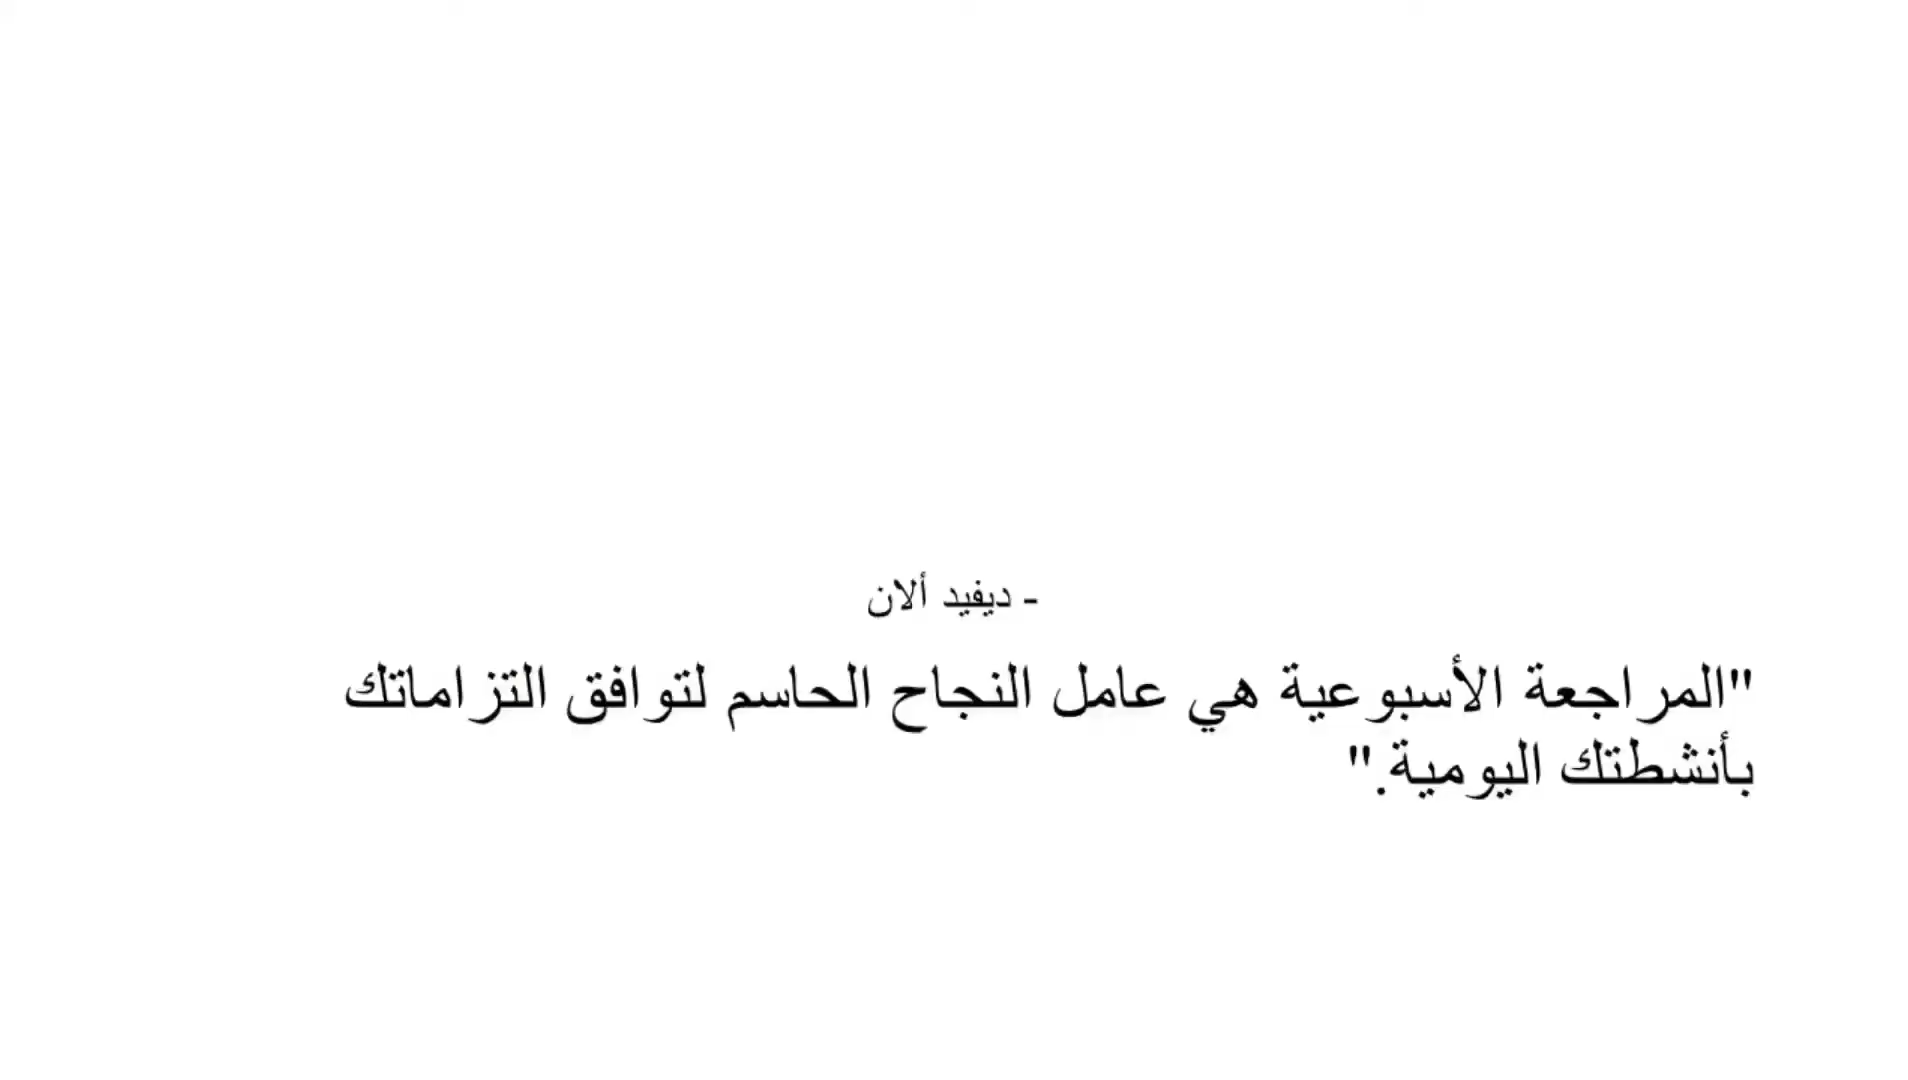 - ديفيد ألان
"المراجعة الأسبوعية هي عامل النجاح الحاسم لتوافق التزاماتك
بأنشطتك اليومية."